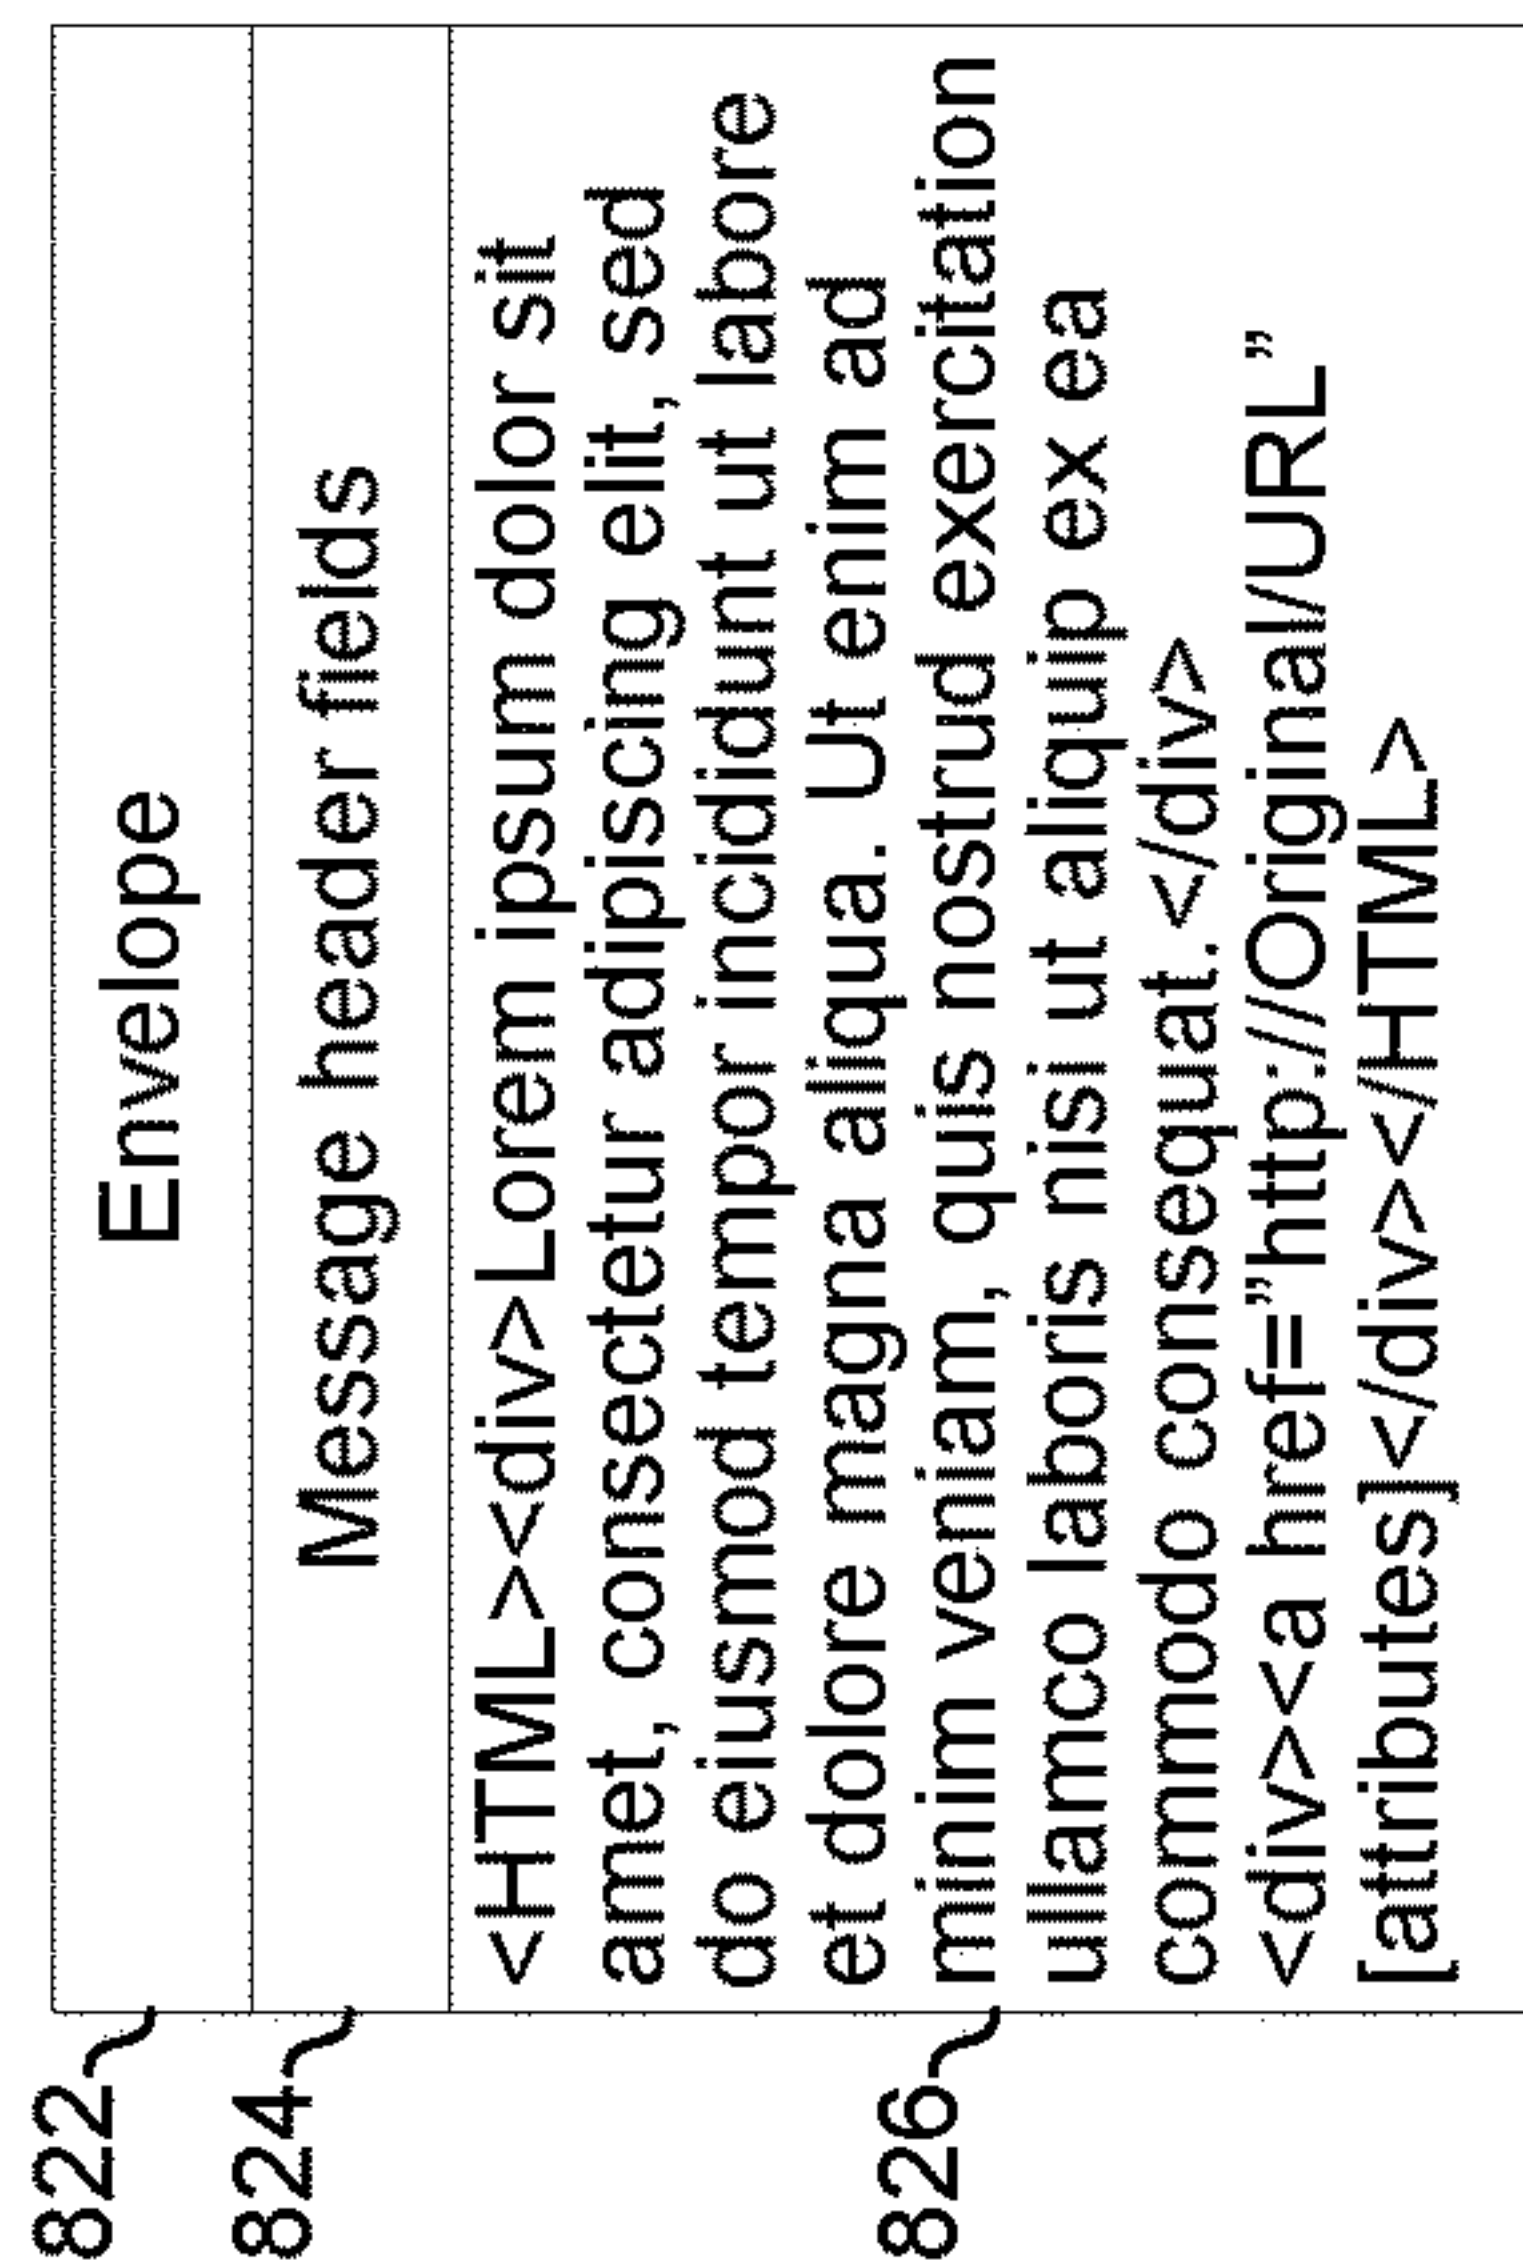 822
Envelope
824
Message header fields
826
<HTML><div>Lorem ipsum dolor sit
amet, consectetur adipiscing elit, sed
do eiusmod tempor incididunt ut labore
et dolore magna aliqua. Ut enim ad
minim veniam, quis nostrud exercitation
ullamco laboris nisi ut aliquip ex ea
commodo consequat.</div>
<div><a href=”http://Original/URL”
[attributes]</div></HTML>